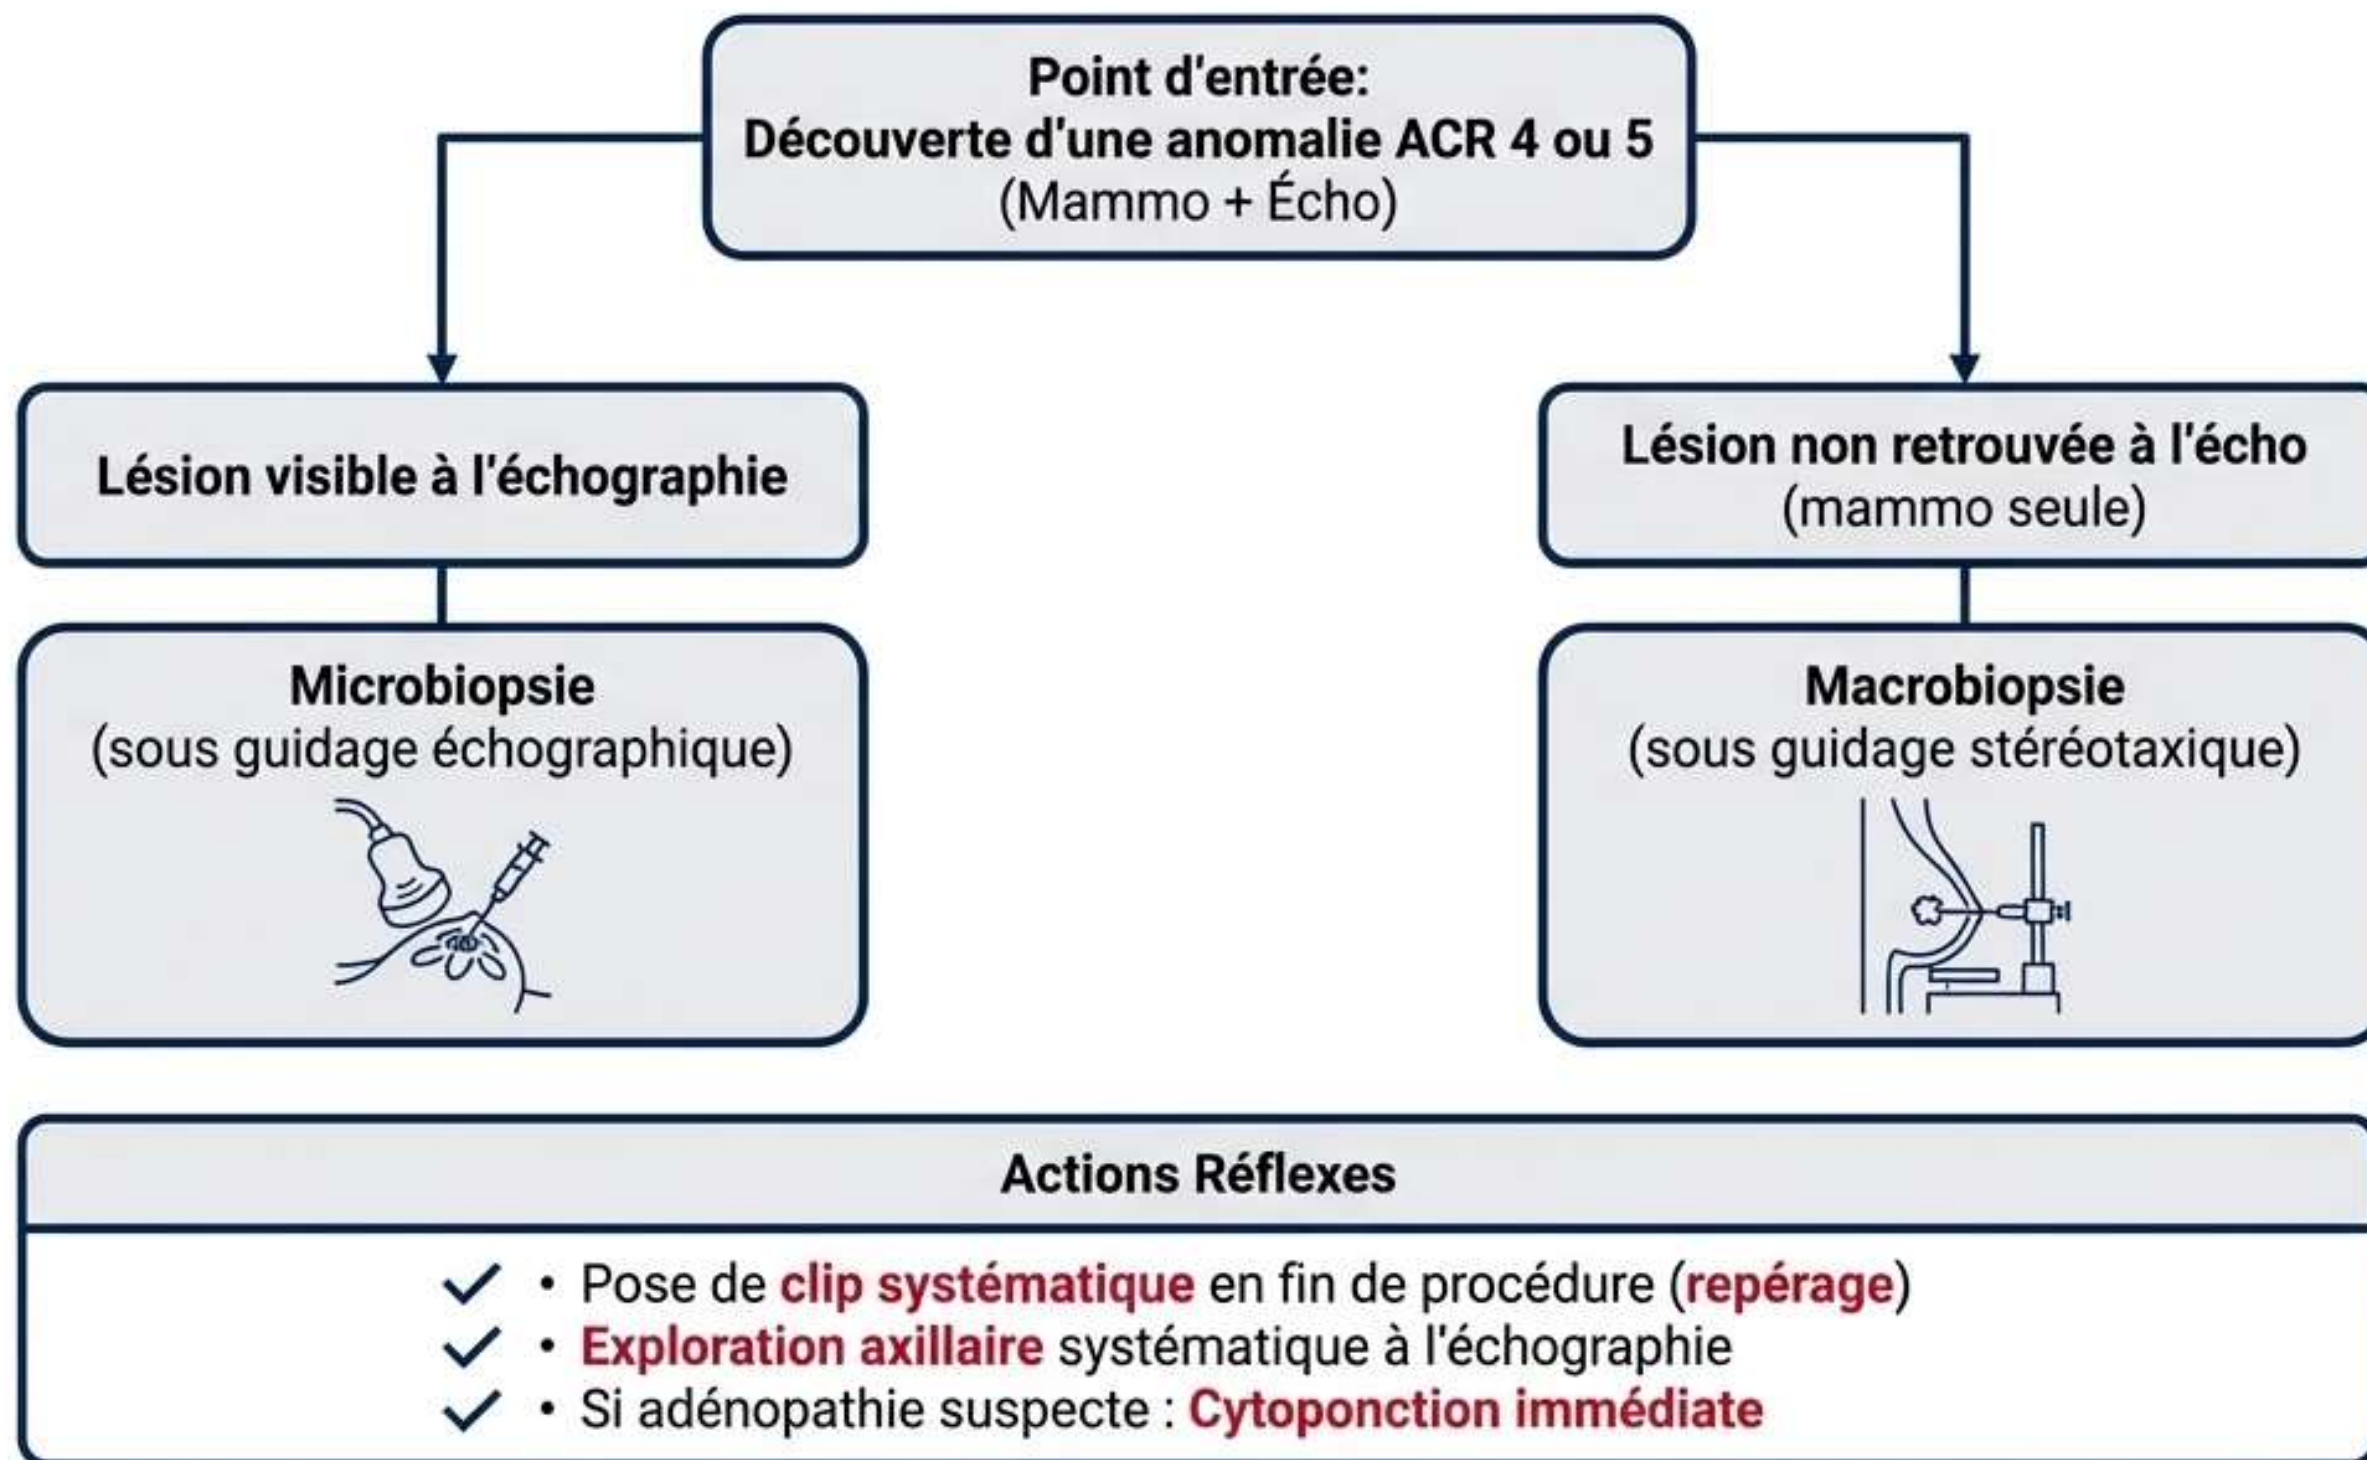 Point d'entrée:
Découverte d'une anomalie ACR 4 ou 5
(Mammo + Écho)
Lésion visible à l'échographie
Lésion non retrouvée à l'écho
(mammo seule)
Microbiopsie
(sous guidage échographique)
Macrobiopsie
(sous guidage stéréotaxique)
Actions Réflexes
✓ • Pose de clip systématique en fin de procédure (repérage)
✓ • Exploration axillaire systématique à l'échographie
✓ • Si adénopathie suspecte : Cytoponction immédiate